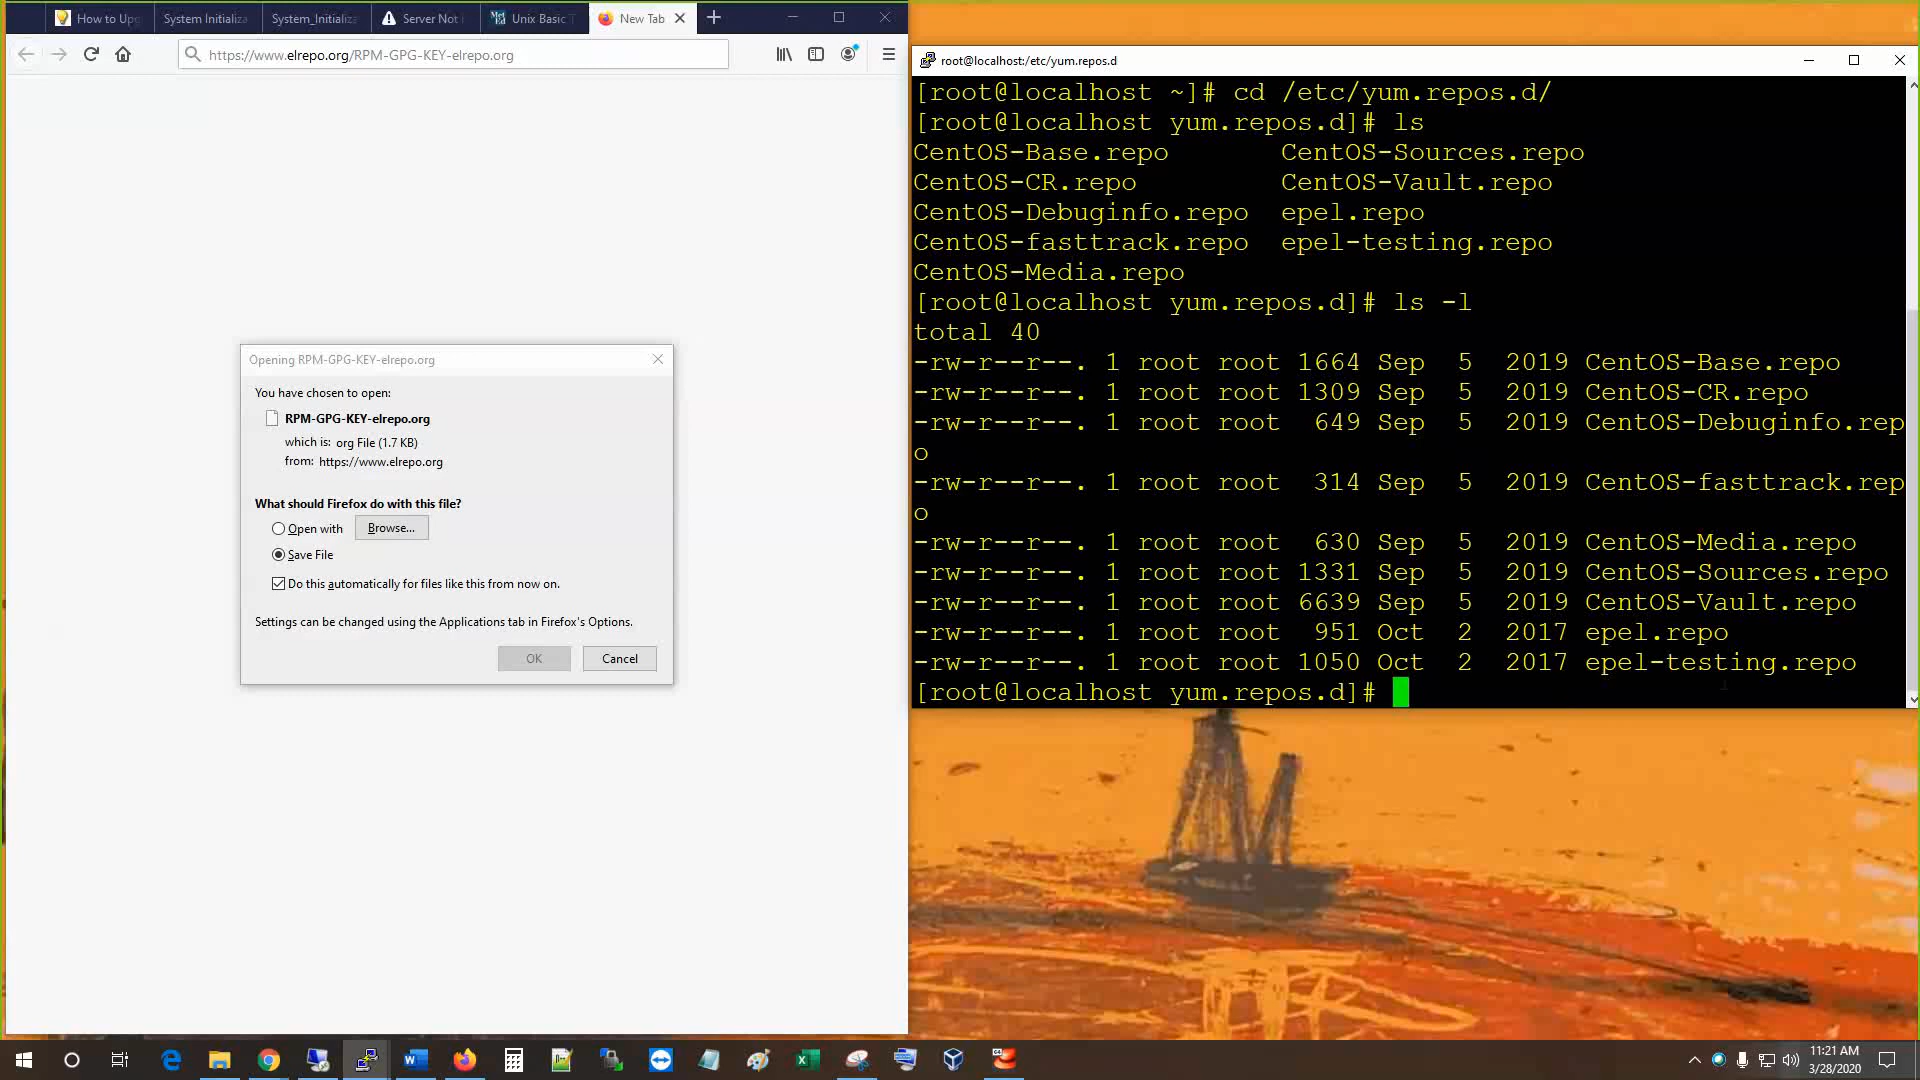 How to Up
System Initializa
System_Initializa
Server Not
Unix Basic
New Tab
https://www.elrepo.org/RPM-GPG-KEY-elrepo.org
Opening RPM-GPG-KEY-elrepo.org
You have chosen to open:
RPM-GPG-KEY-elrepo.org
which is: org File (1.7 KB)
from: https://www.elrepo.org
What should Firefox do with this file?
Open with Browse...
Save File
Do this automatically for files like this from now on.
Settings can be changed using the Applications tab in Firefox's Options.
OK Cancel
root@localhost:/etc/yum.repos.d
[root@localhost ~]# cd /etc/yum.repos.d/
[root@localhost yum.repos.d]# ls
CentOS-Base.repo CentOS-Sources.repo
CentOS-CR.repo CentOS-Vault.repo
CentOS-Debuginfo.repo epel.repo
CentOS-fasttrack.repo epel-testing.repo
CentOS-Media.repo
[root@localhost yum.repos.d]# ls -l
total 40
-rw-r--r--. 1 root root 1664 Sep 5 2019 CentOS-Base.repo
-rw-r--r--. 1 root root 1309 Sep 5 2019 CentOS-CR.repo
-rw-r--r--. 1 root root 649 Sep 5 2019 CentOS-Debuginfo.rep
o
-rw-r--r--. 1 root root 314 Sep 5 2019 CentOS-fasttrack.rep
o
-rw-r--r--. 1 root root 630 Sep 5 2019 CentOS-Media.repo
-rw-r--r--. 1 root root 1331 Sep 5 2019 CentOS-Sources.repo
-rw-r--r--. 1 root root 6639 Sep 5 2019 CentOS-Vault.repo
-rw-r--r--. 1 root root 951 Oct 2 2017 epel.repo
-rw-r--r--. 1 root root 1050 Oct 2 2017 epel-testing.repo
[root@localhost yum.repos.d]#
11:21 AM
3/28/2020